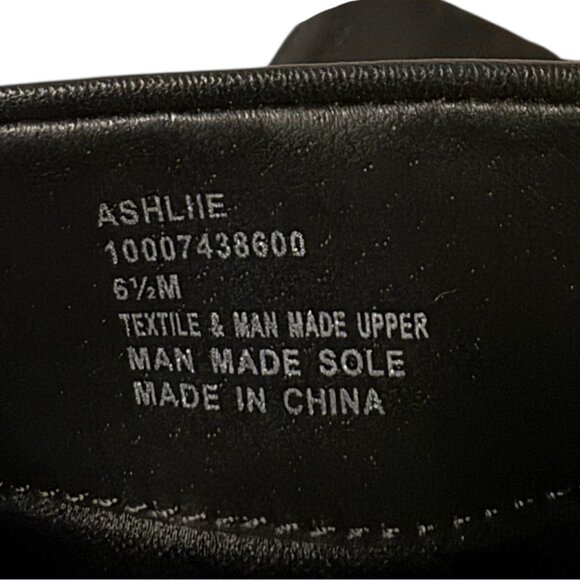 ASHLIIE
10007438600
6½M
TEXTILE & MAN MADE UPPER
MAN MADE SOLE
MADE IN CHINA